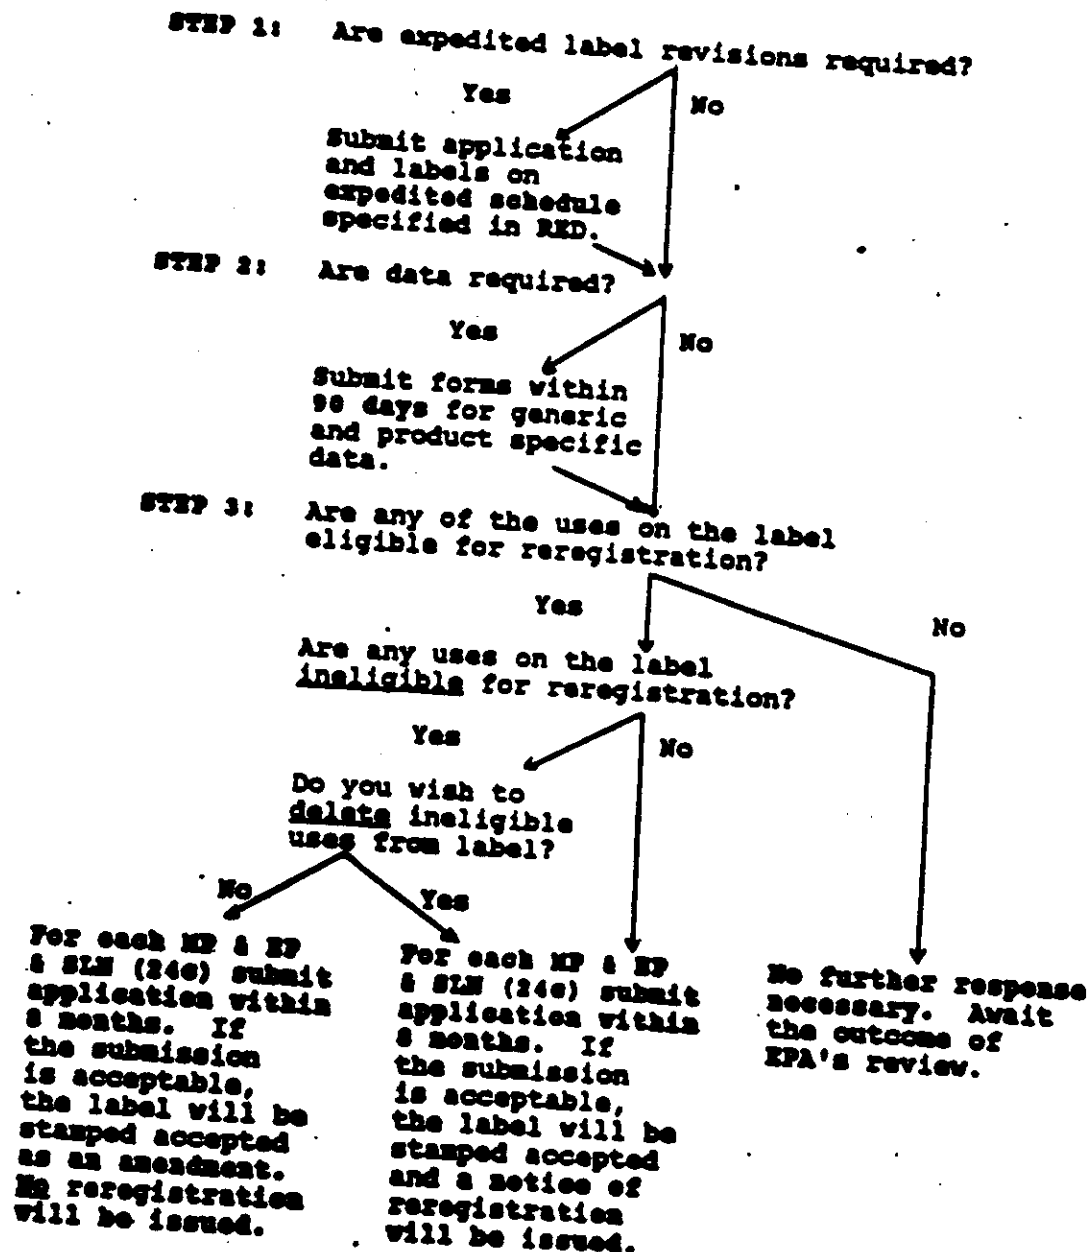 STEP 1: Are expedited label revisions required?
Yes
No
Submit application
and labels on
expedited schedule
specified in RED.
STEP 2: Are data required?
Yes
No
Submit forms within
90 days for generic
and product specific
data.
STEP 3: Are any of the uses on the label
eligible for reregistration?
Yes
No
Are any uses on the label
ineligible for reregistration?
Yes
No
Do you wish to
delete ineligible
uses from label?
No
Yes
For each MP & EP
& SLN (24c) submit
application within
8 months. If
the submission
is acceptable,
the label will be
stamped accepted
as an amendment.
No reregistration
will be issued.
For each MP & EP
& SLN (24c) submit
application within
8 months. If
the submission
is acceptable,
the label will be
stamped accepted
and a notice of
reregistration
will be issued.
No further response
necessary. Await
the outcome of
EPA's review.